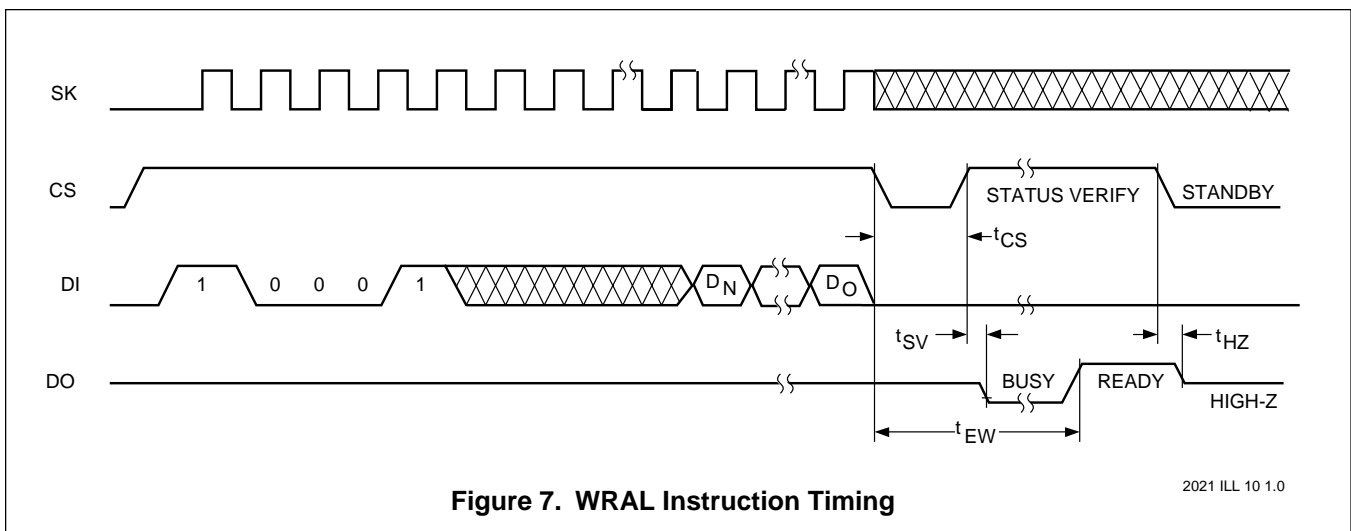 SK
CS
STATUS VERIFY
STANDBY
tCS
DI
1 0 0 0 1
DN
DO
tSV
tHZ
DO
BUSY
READY
HIGH-Z
tEW
Figure 7. WRAL Instruction Timing
2021 ILL 10 1.0